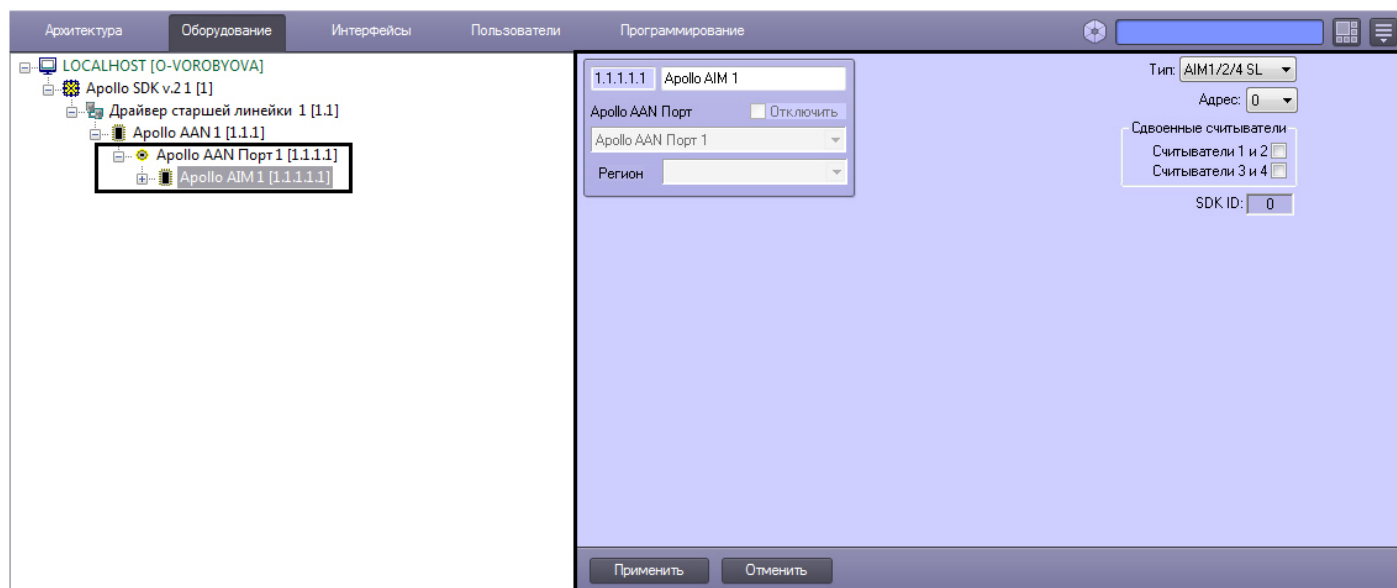 Архитектура Оборудование Интерфейсы Пользователи Программирование
LOCALHOST [O-VOROBYOVA]
Apollo SDK v.2 1 [1]
Драйвер старшей линейки 1 [1.1]
Apollo AAN 1 [1.1.1]
Apollo AAN Порт 1 [1.1.1.1]
Apollo AIM 1 [1.1.1.1.1]
1.1.1.1.1 Apollo AIM 1
Apollo AAN Порт Отключить
Apollo AAN Порт 1
Регион
Тип: AIM1/2/4 SL
Адрес: 0
Сдвоенные считыватели
Считыватели 1 и 2
Считыватели 3 и 4
SDK ID: 0
Применить Отменить